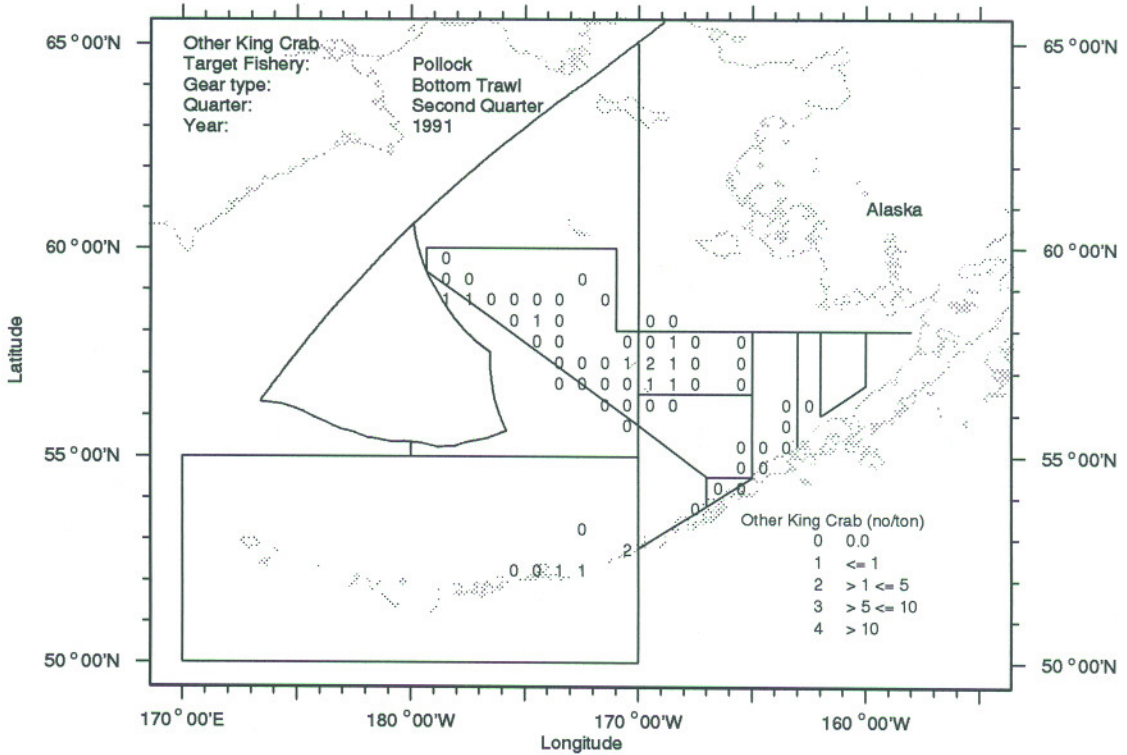 65 °00'N
65 °00'N
Other King Crab
Target Fishery: Pollock
Gear type: Bottom Trawl
Quarter: Second Quarter
Year: 1991
Alaska
60 °00'N
60 °00'N
0
0 0 0
1 1 0 0 0 0 0
0 1 0 0 0
0 0 0 0 1 0 0
0 0 0 1 2 1 0 0
0 0 0 0 1 1 0 0
0 0 0 0 0 0
0 0
0 0 0
0 0
55 °00'N
55 °00'N
0 0
0
Latitude
Other King Crab (no/ton)
0 0.0
0
2
1 <= 1
0 0 1 1
2 > 1 <= 5
3 > 5 <= 10
4 > 10
50 °00'N
50 °00'N
170 °00'E
180 °00'W
170 °00'W
160 °00'W
Longitude